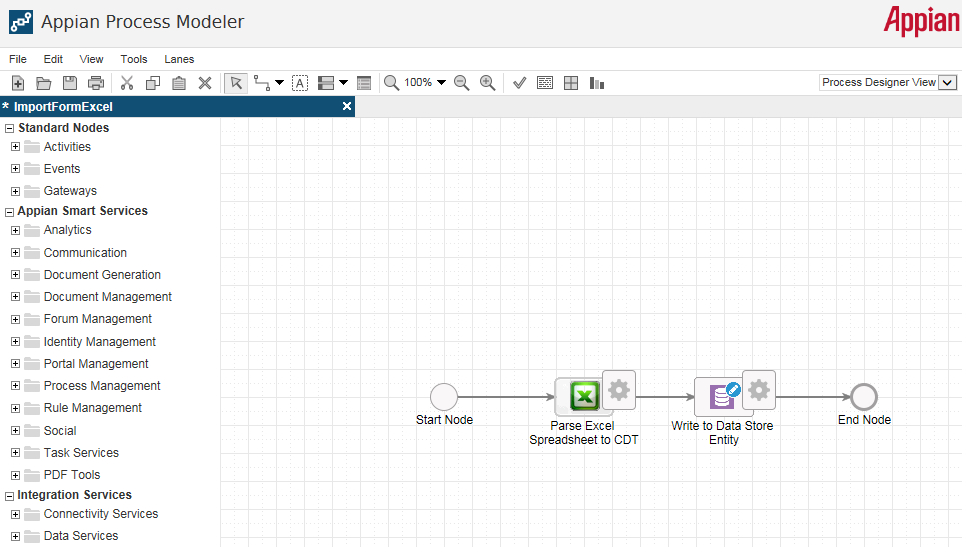 Appian Process Modeler
Appian
File Edit View Tools Lanes
A 100% Process Designer View
* ImportFormExcel ×
Standard Nodes
Activities
Events
Gateways
Appian Smart Services
Analytics
Communication
Document Generation
Document Management
Forum Management
Identity Management
Portal Management
Process Management
Rule Management
Social
Task Services
PDF Tools
Integration Services
Connectivity Services
Data Services
Start Node
Parse Excel
Spreadsheet to CDT
Write to Data Store
Entity
End Node